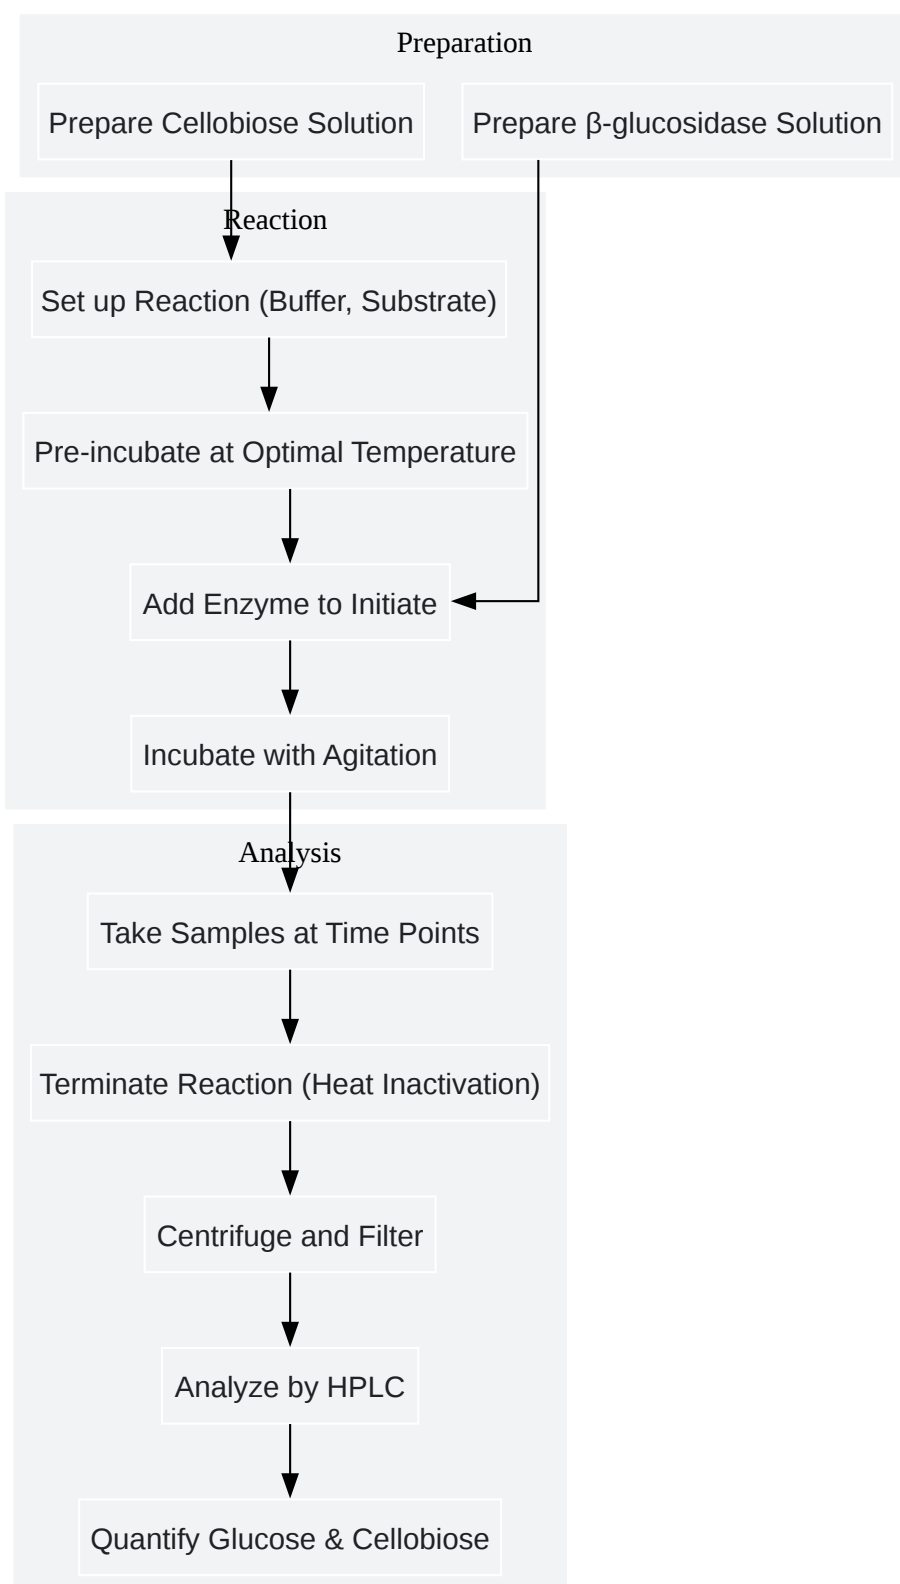 Preparation
Prepare Cellobiose Solution
Prepare β-glucosidase Solution
Reaction
Set up Reaction (Buffer, Substrate)
Pre-incubate at Optimal Temperature
Add Enzyme to Initiate
Incubate with Agitation
Analysis
Take Samples at Time Points
Terminate Reaction (Heat Inactivation)
Centrifuge and Filter
Analyze by HPLC
Quantify Glucose & Cellobiose